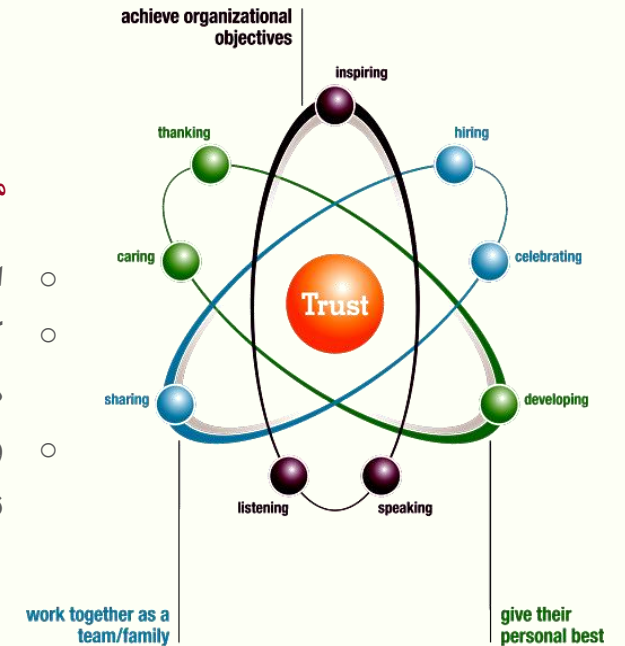 achieve organizational
objectives
inspiring
thanking
hiring
caring
celebrating
Trust
sharing
developing
listening
speaking
work together as a
team/family
give their
personal best